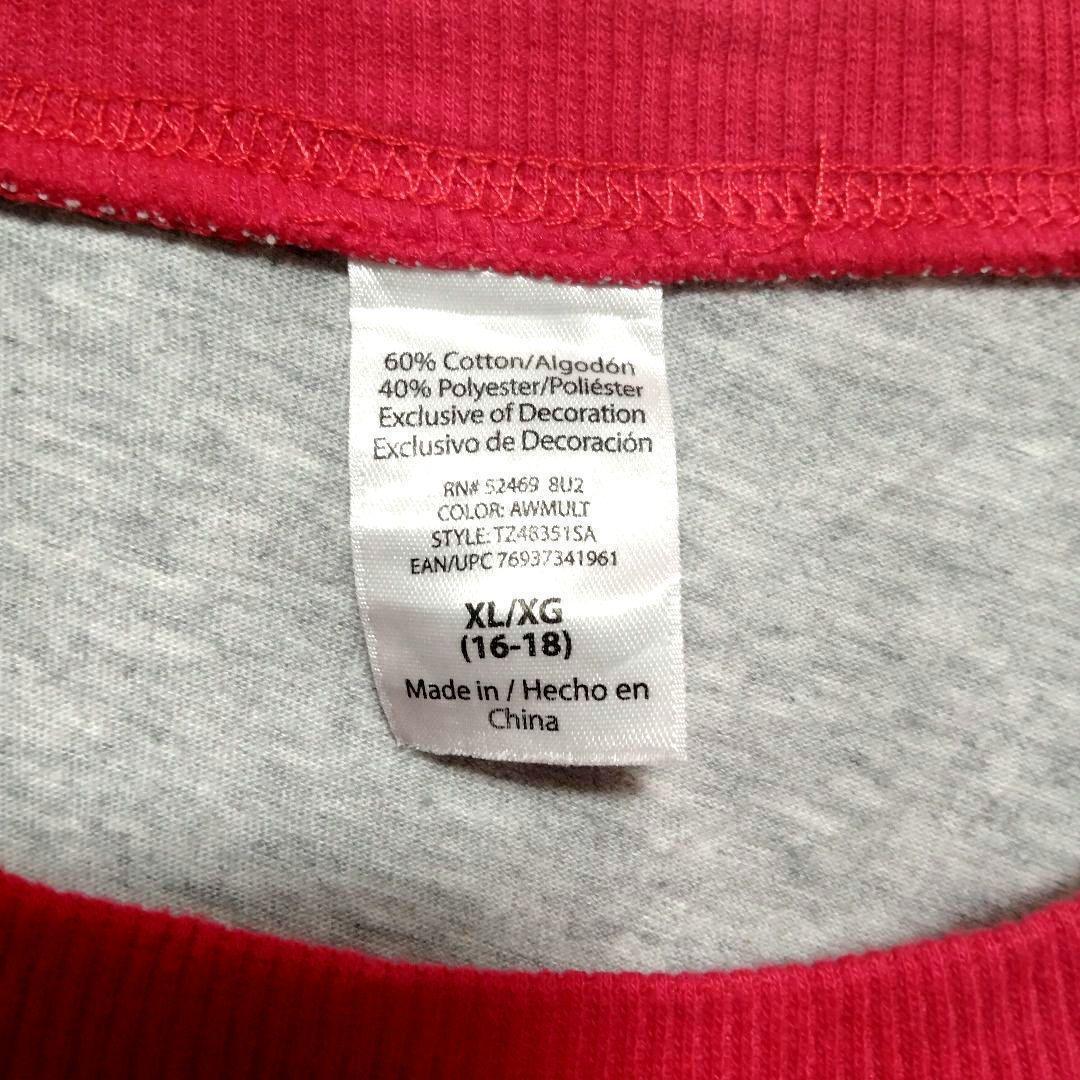 60% Cotton/Algodón
40% Polyester/Poliéster
Exclusive of Decoration
Exclusivo de Decoración
RN# 52469 8U2
COLOR: AWMULT
STYLE: TZ48351SA
EAN/UPC 76937341961
XL/XG
(16-18)
Made in / Hecho en
China